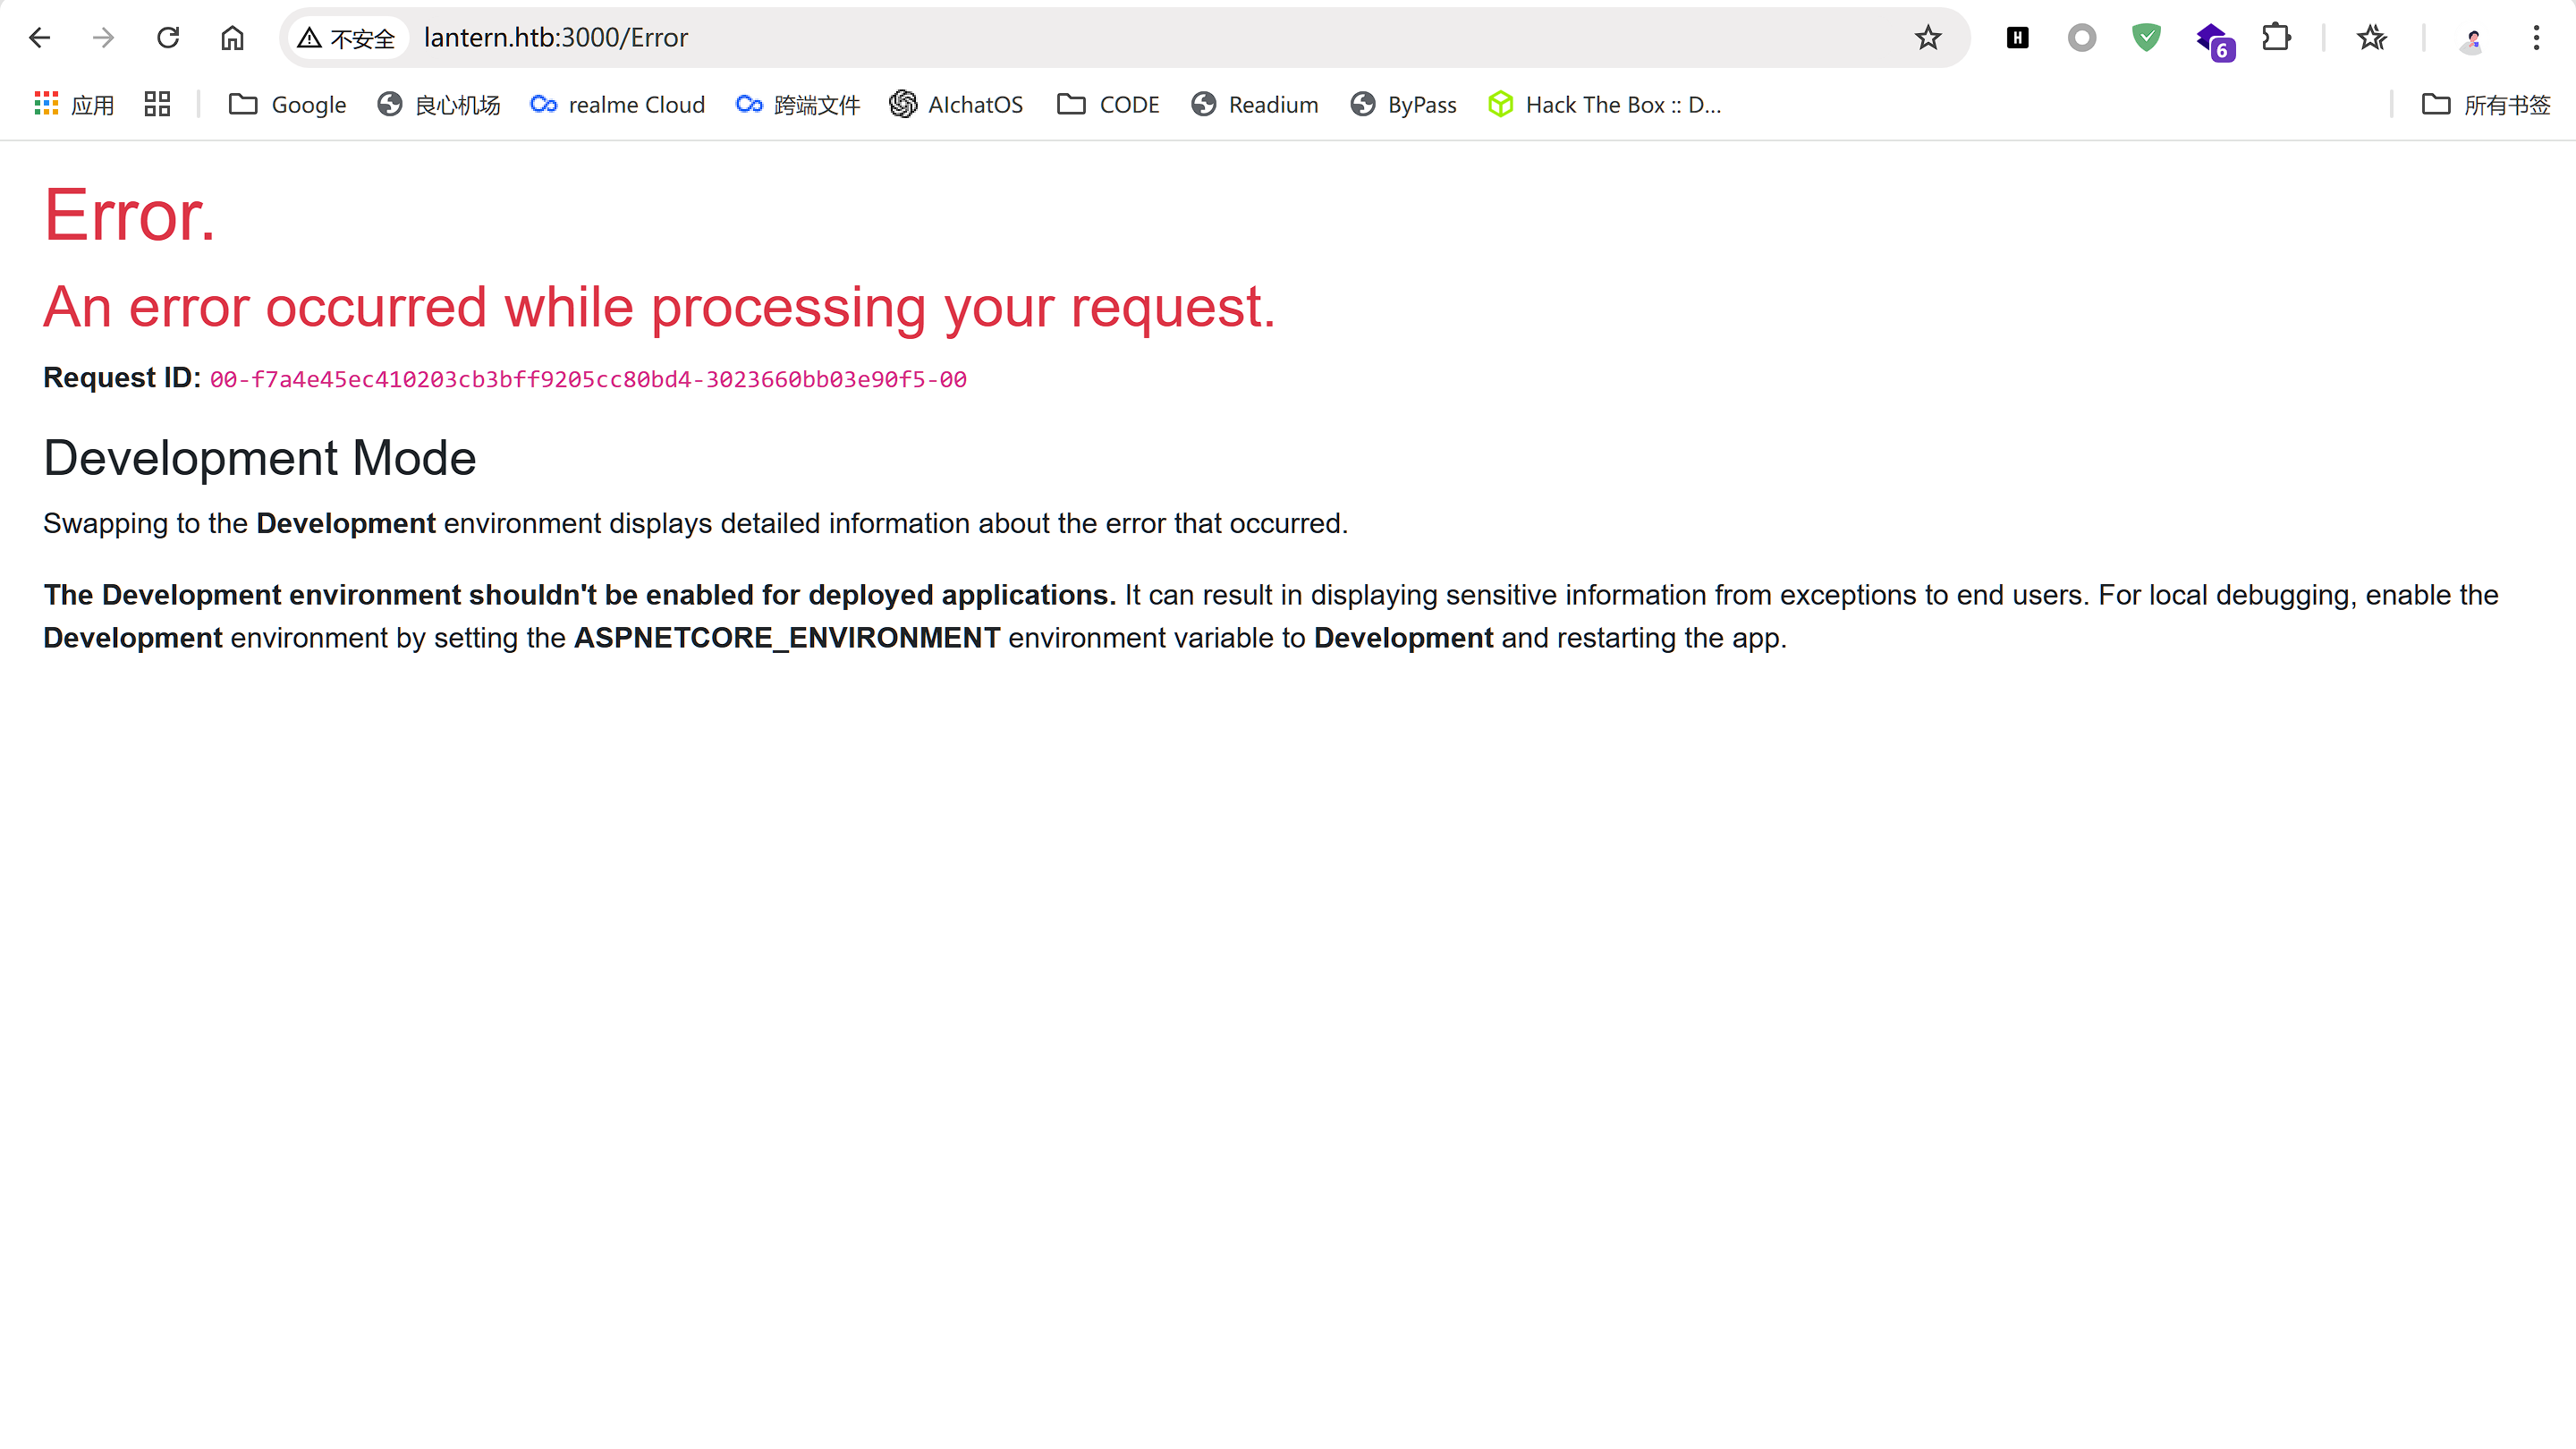 不安全 lantern.htb:3000/Error
6
应用 Google 良心机场 realme Cloud 跨端文件 AIchatOS CODE Readium ByPass Hack The Box :: D... 所有书签
Error.
An error occurred while processing your request.
Request ID: 00-f7a4e45ec410203cb3bff9205cc80bd4-3023660bb03e90f5-00
Development Mode
Swapping to the Development environment displays detailed information about the error that occurred.
The Development environment shouldn't be enabled for deployed applications. It can result in displaying sensitive information from exceptions to end users. For local debugging, enable the
Development environment by setting the ASPNETCORE_ENVIRONMENT environment variable to Development and restarting the app.